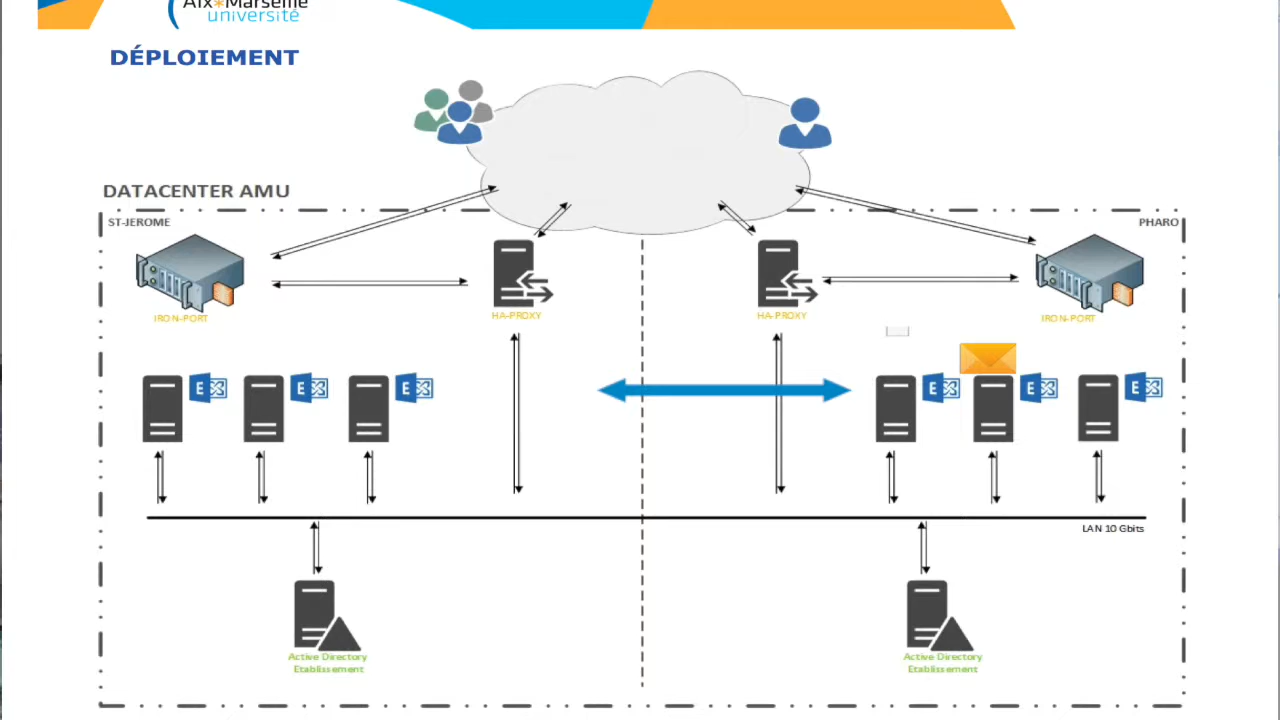 Aix*Marseille
université
DÉPLOIEMENT
DATACENTER AMU
ST-JEROME
PHARO
IRON-PORT
HA-PROXY
HA-PROXY
IRON-PORT
E
E
E
E
E
E
LAN 10 Gbits
Active Directory
Etablissement
Active Directory
Etablissement